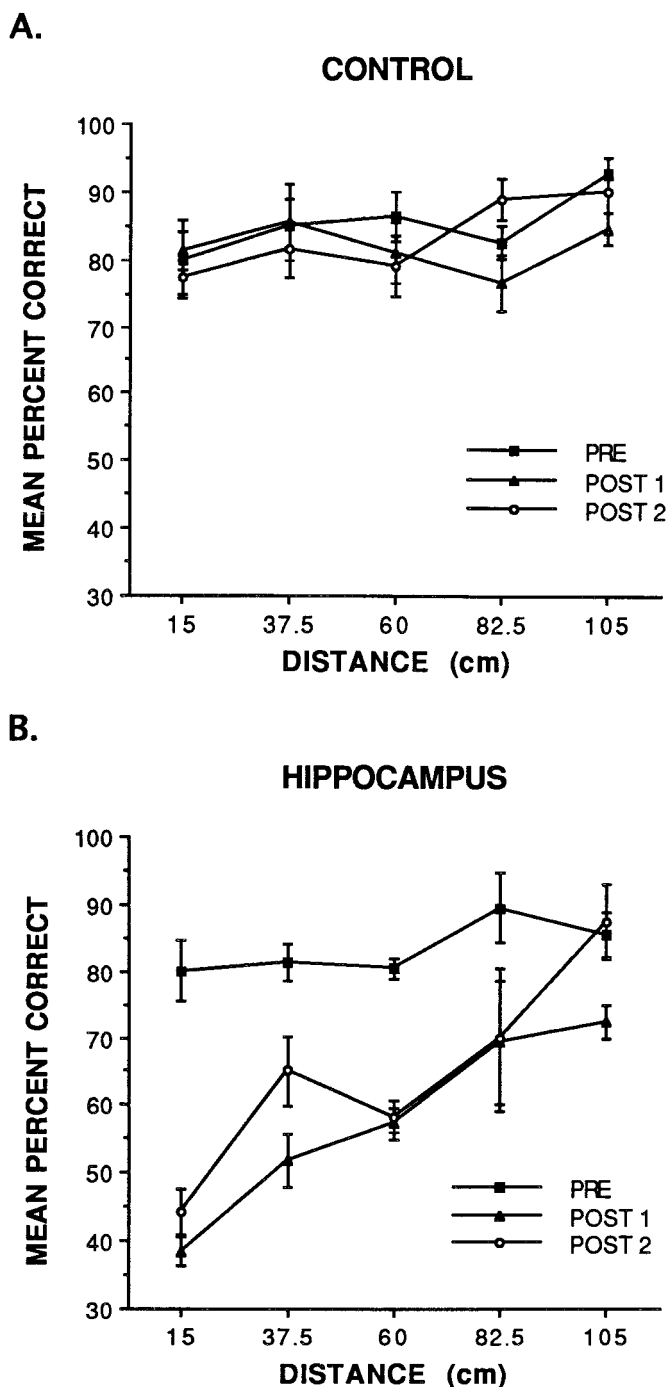 A.
CONTROL
MEAN PERCENT CORRECT
100
90
80
70
60
50
40
30
PRE
POST 1
POST 2
15 37.5 60 82.5 105
DISTANCE (cm)
B.
HIPPOCAMPUS
MEAN PERCENT CORRECT
100
90
80
70
60
50
40
30
PRE
POST 1
POST 2
15 37.5 60 82.5 105
DISTANCE (cm)